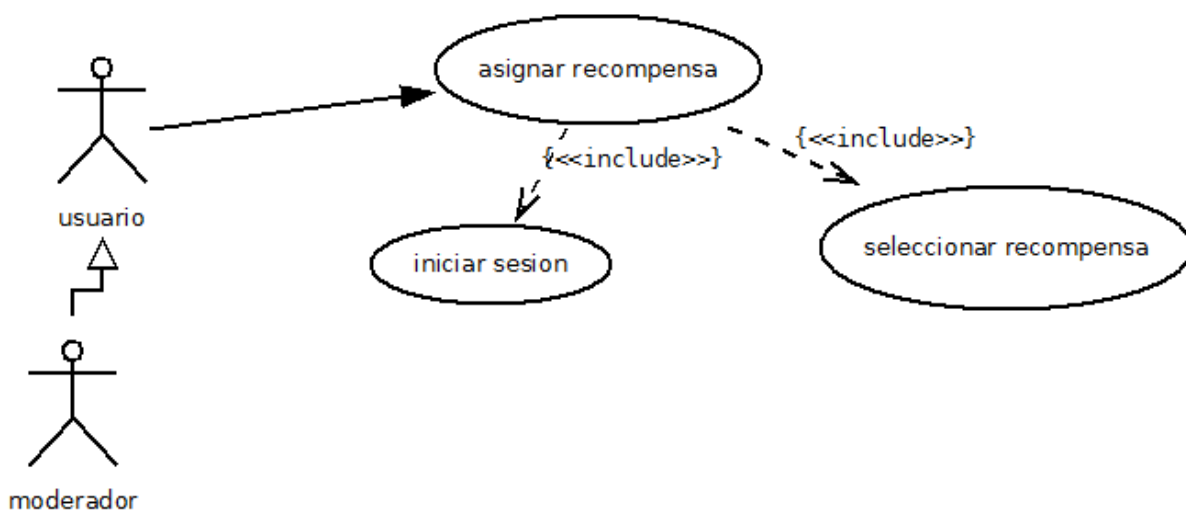 asignar recompensa
{<<include>>}
{<<include>>}
usuario
iniciar sesion
seleccionar recompensa
moderador